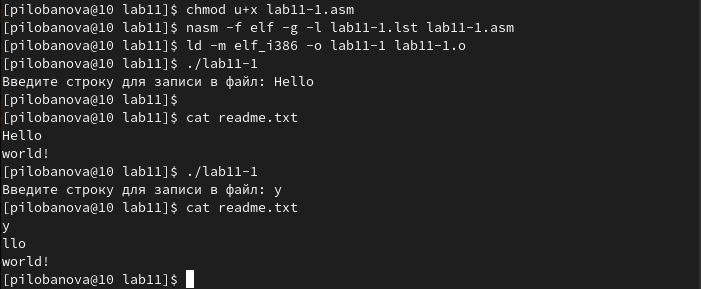 [pilobanova@10 lab11]$ chmod u+x lab11-1.asm
[pilobanova@10 lab11]$ nasm -f elf -g -l lab11-1.lst lab11-1.asm
[pilobanova@10 lab11]$ ld -m elf_i386 -o lab11-1 lab11-1.o
[pilobanova@10 lab11]$ ./lab11-1
Введите строку для записи в файл: Hello
[pilobanova@10 lab11]$
[pilobanova@10 lab11]$ cat readme.txt
Hello
world!
[pilobanova@10 lab11]$ ./lab11-1
Введите строку для записи в файл: y
[pilobanova@10 lab11]$ cat readme.txt
y
llo
world!
[pilobanova@10 lab11]$